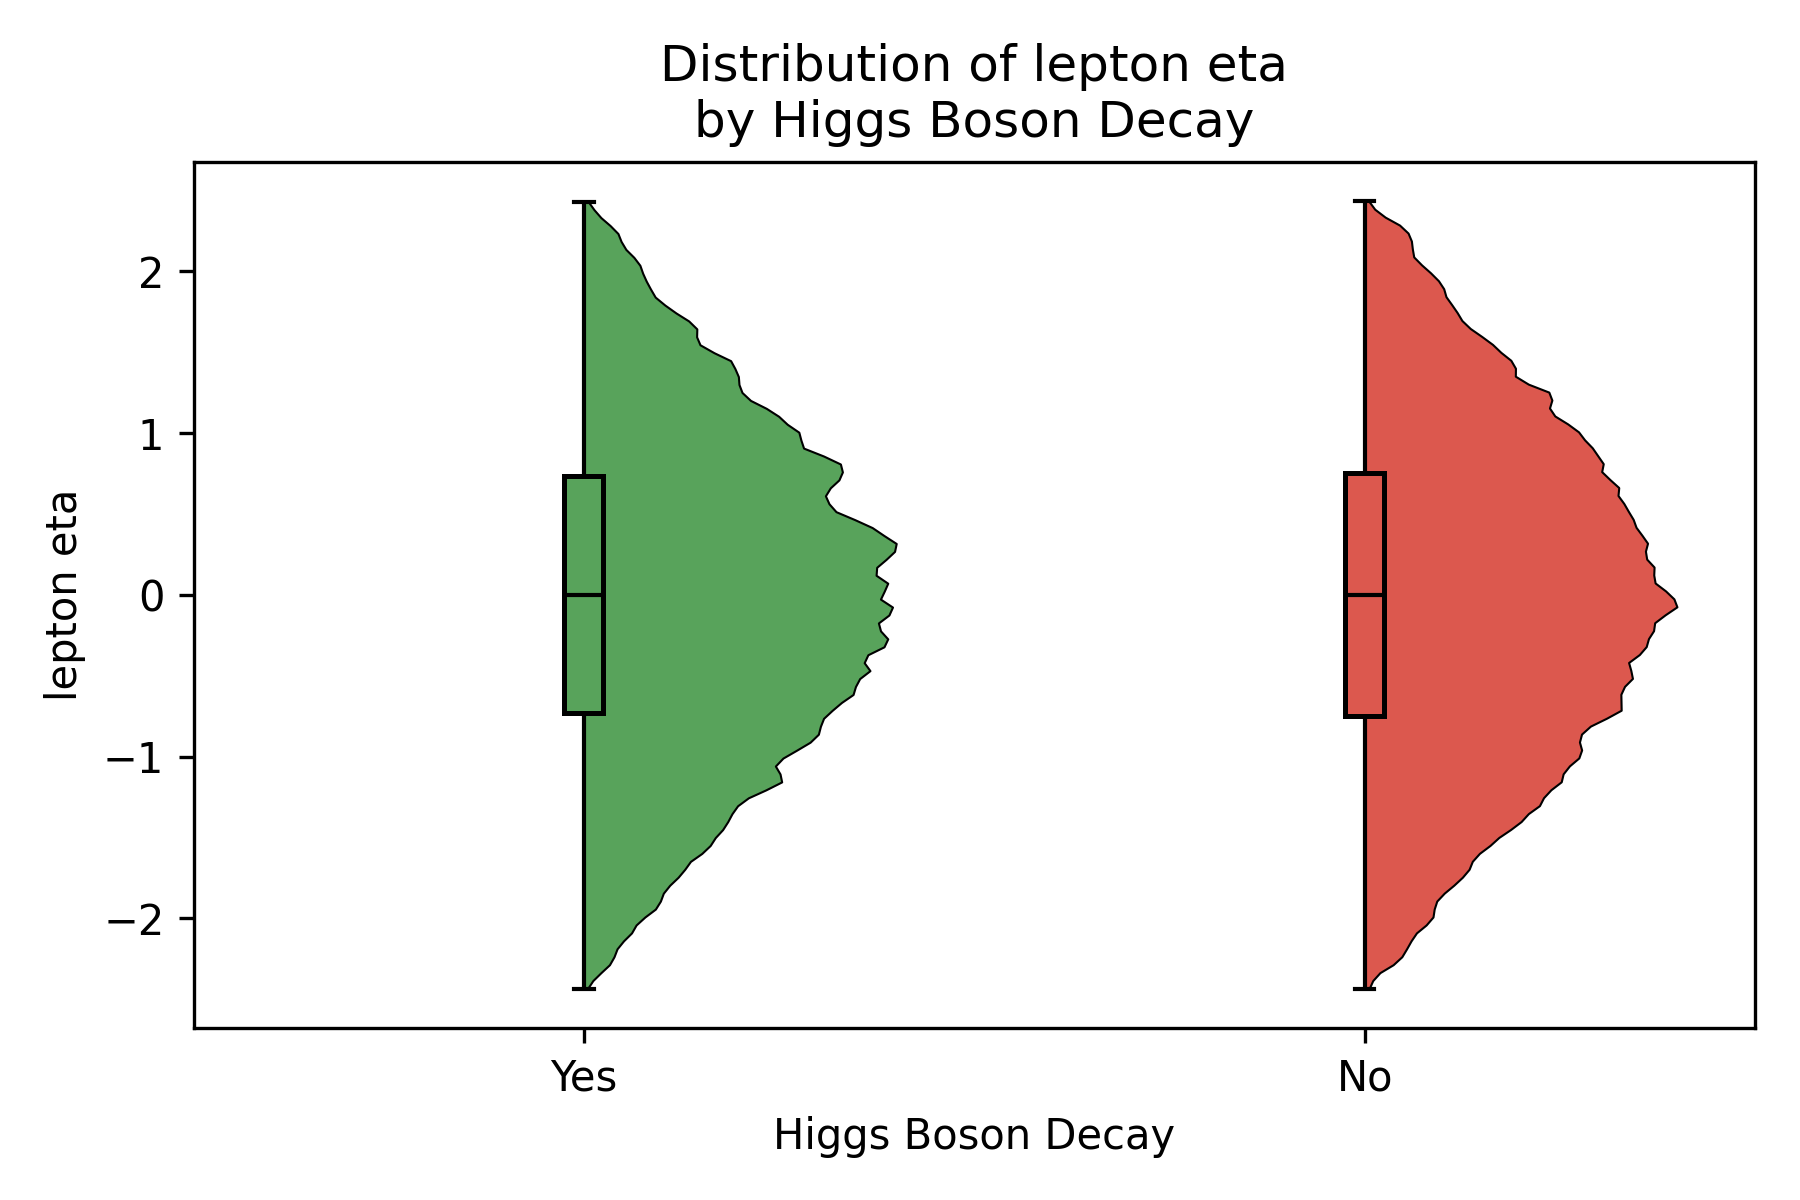 Distribution of lepton eta
by Higgs Boson Decay
lepton eta
2
1
0
−1
−2
Yes
No
Higgs Boson Decay